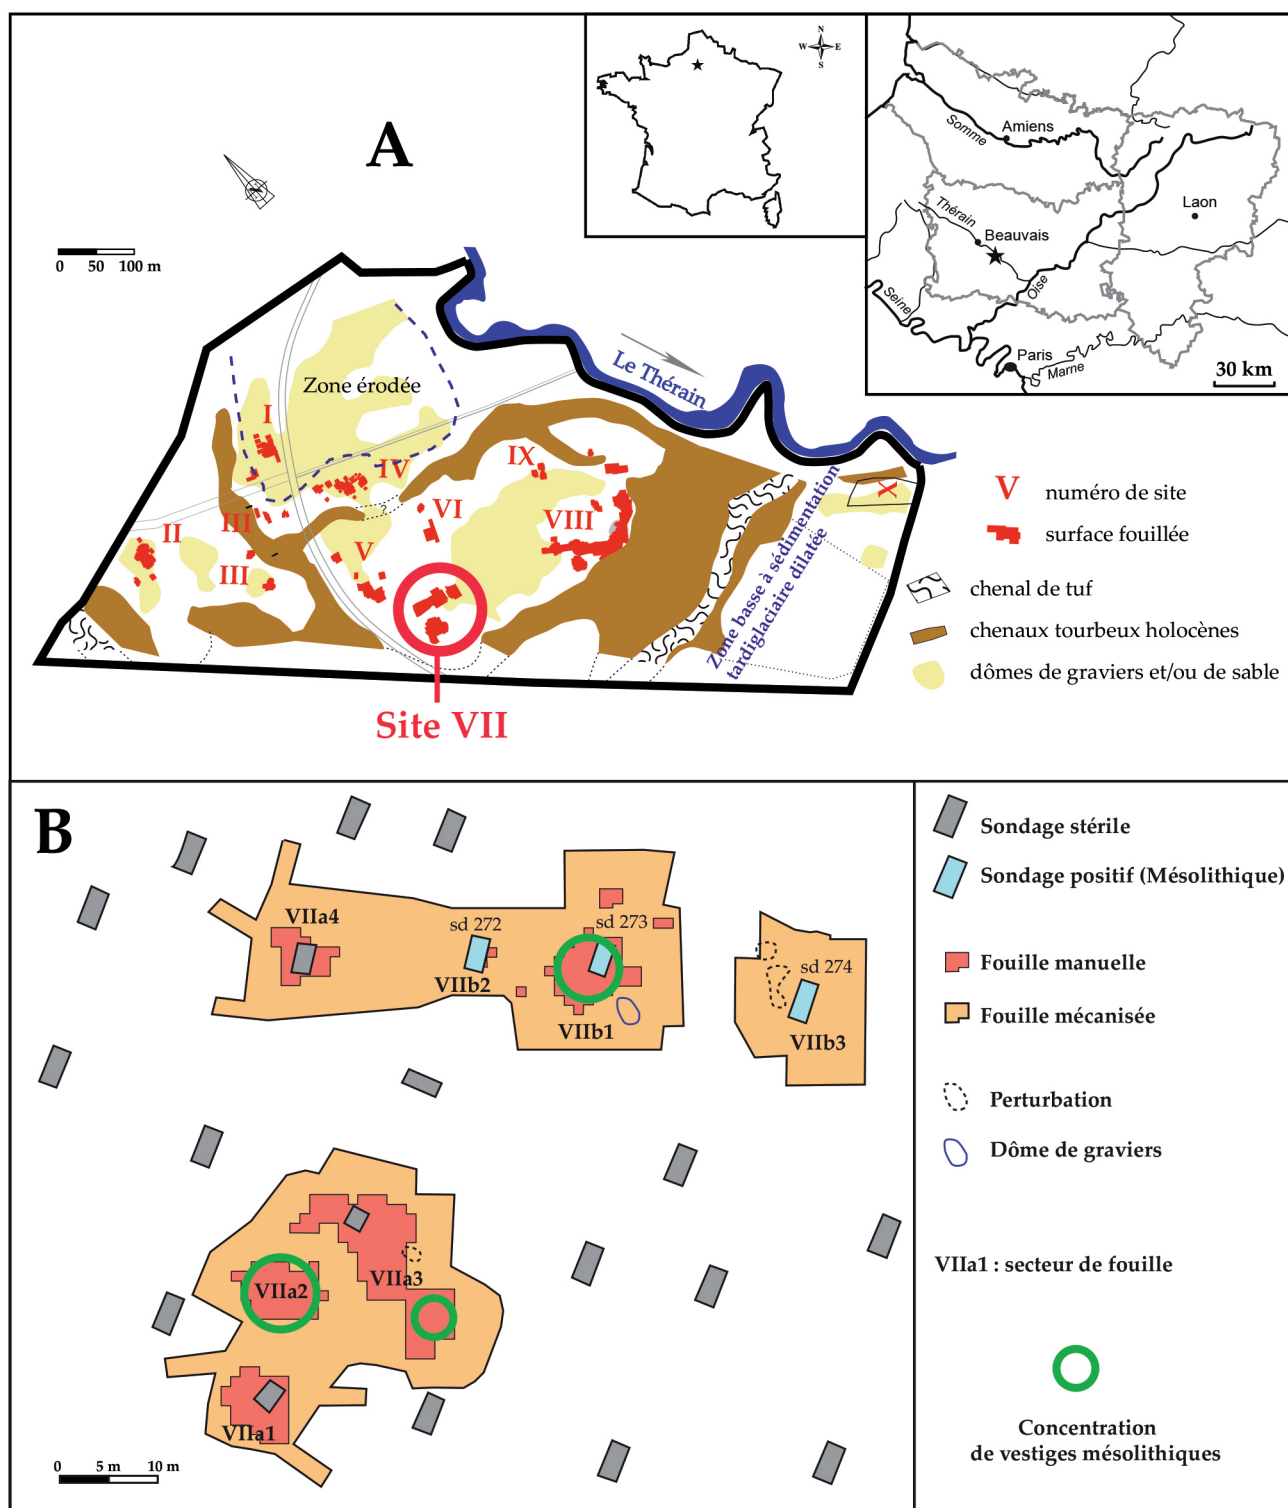 A
N
W
E
S
0 50 100 m
Somme
Amiens
Laon
Thérain
Beauvais
Oise
Seine
Paris
Marne
30 km
Zone érodée
Le Thérain
I
II
III
III
IV
V
VI
VIII
IX
X
?
Zone basse à sédimentation
tardiglaciaire dilatée
Site VII
V numéro de site
surface fouillée
chenal de tuf
chenaux tourbeux holocènes
dômes de graviers et/ou de sable
B
VIIa4
sd 272
VIIb2
sd 273
VIIb1
sd 274
VIIb3
VIIa2
VIIa3
VIIa1
0 5 m 10 m
Sondage stérile
Sondage positif (Mésolithique)
Fouille manuelle
Fouille mécanisée
Perturbation
Dôme de graviers
VIIa1 : secteur de fouille
Concentration
de vestiges mésolithiques